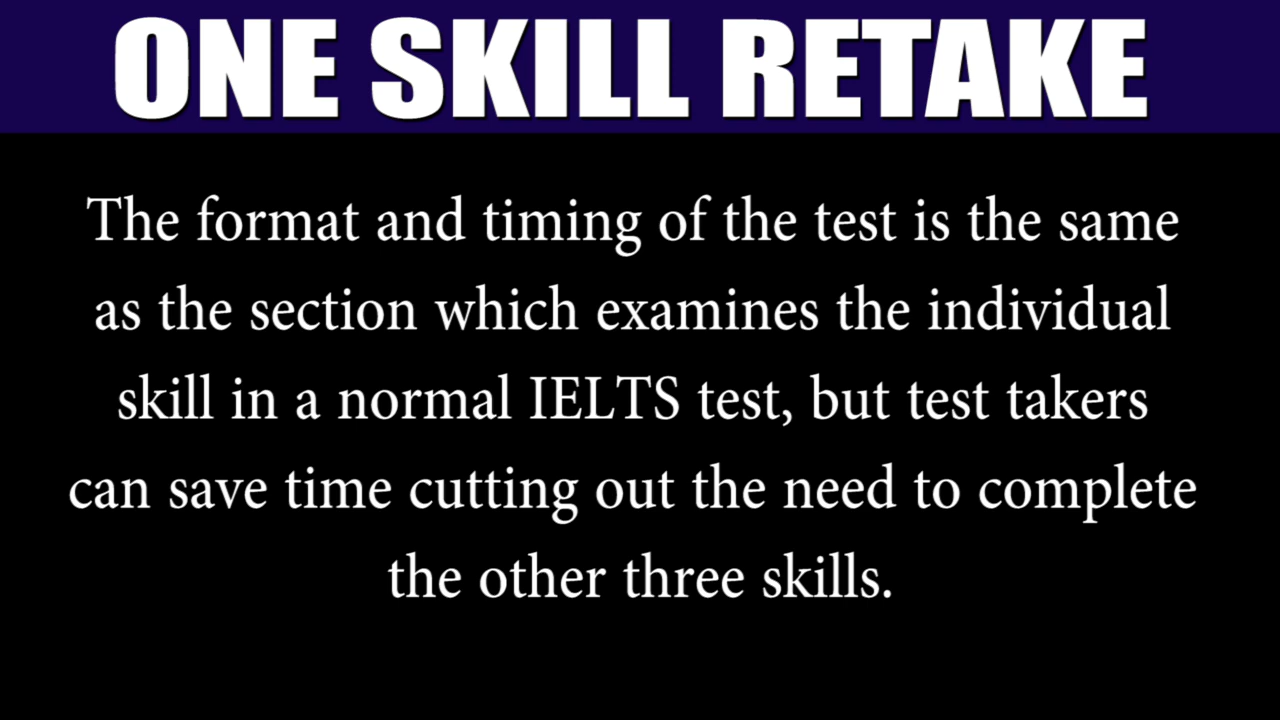 ONE SKILL RETAKE
The format and timing of the test is the same
as the section which examines the individual
skill in a normal IELTS test, but test takers
can save time cutting out the need to complete
the other three skills.